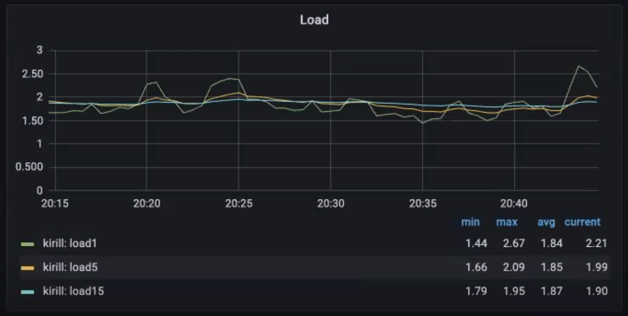 Load
3
2.50
2
1.50
1
0.500
0
20:15 20:20 20:25 20:30 20:35 20:40
min max avg current
kirill: load1 1.44 2.67 1.84 2.21
kirill: load5 1.66 2.09 1.85 1.99
kirill: load15 1.79 1.95 1.87 1.90